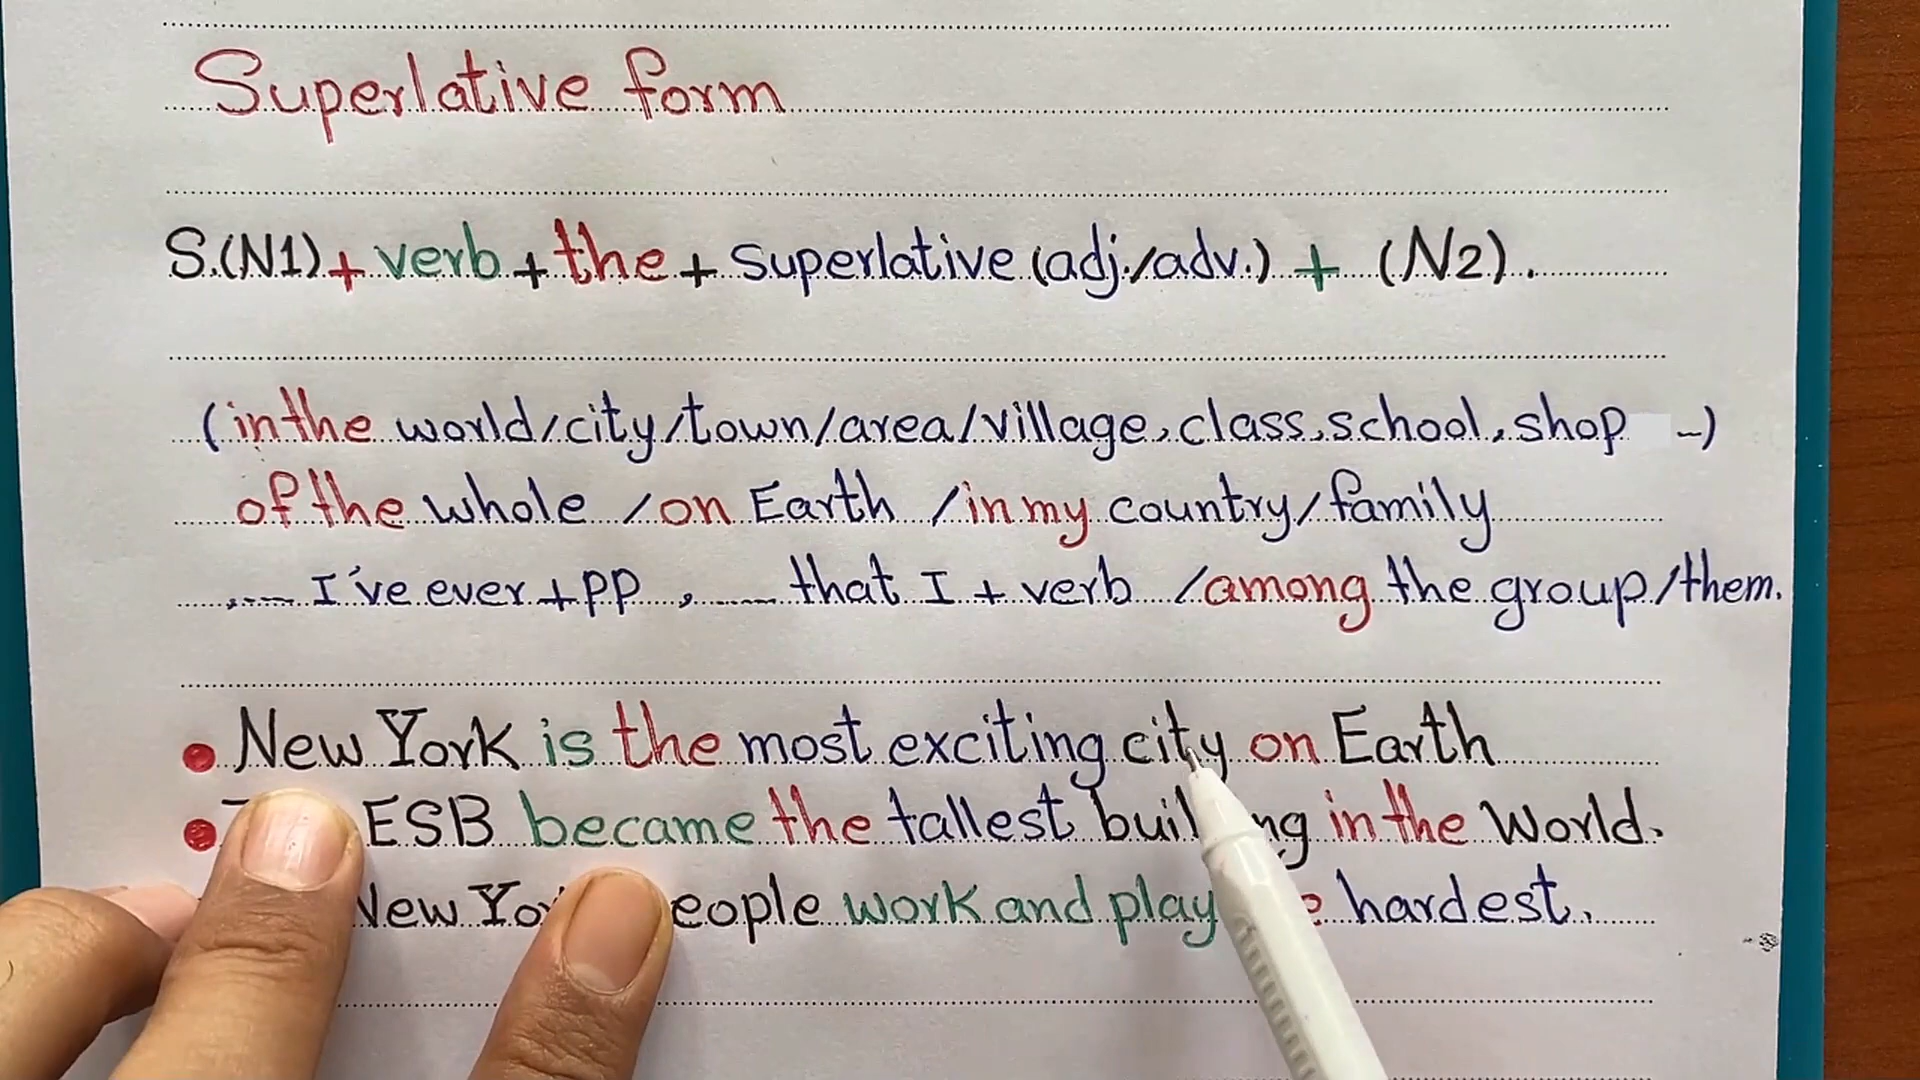 Superlative form
S.(N1) + verb + the + Superlative (adj./adv.) + (N2).
(in the world/city/town/area/village, class, school, shop --)
of the whole / on Earth / in my country/family
..--- I've ever + pp , ---- that I + verb / among the group/them.
New York is the most exciting city on Earth
ESB became the tallest building in the World.
New York people work and play hardest.